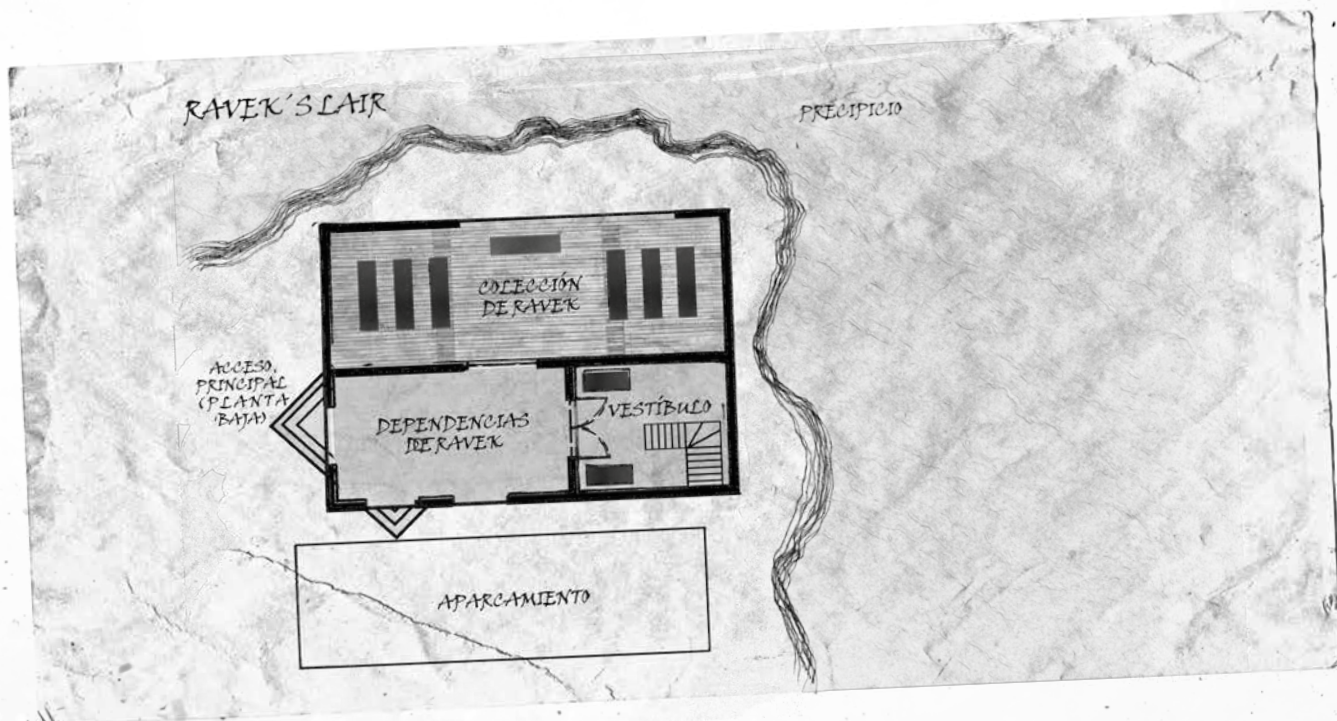 RAVEK´S LAIR
PRECIPICIO
COLECCIÓN
DE RAVEK
ACCESO,
PRINCIPAL
(PLANTA
BAJA)
DEPENDENCIAS
DE RAVEK
VESTÍBULO
APARCAMIENTO